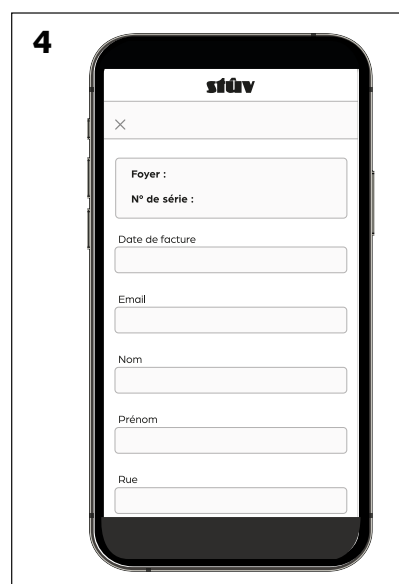 4
stûv
Foyer :
N° de série :
Date de facture
Email
Nom
Prénom
Rue